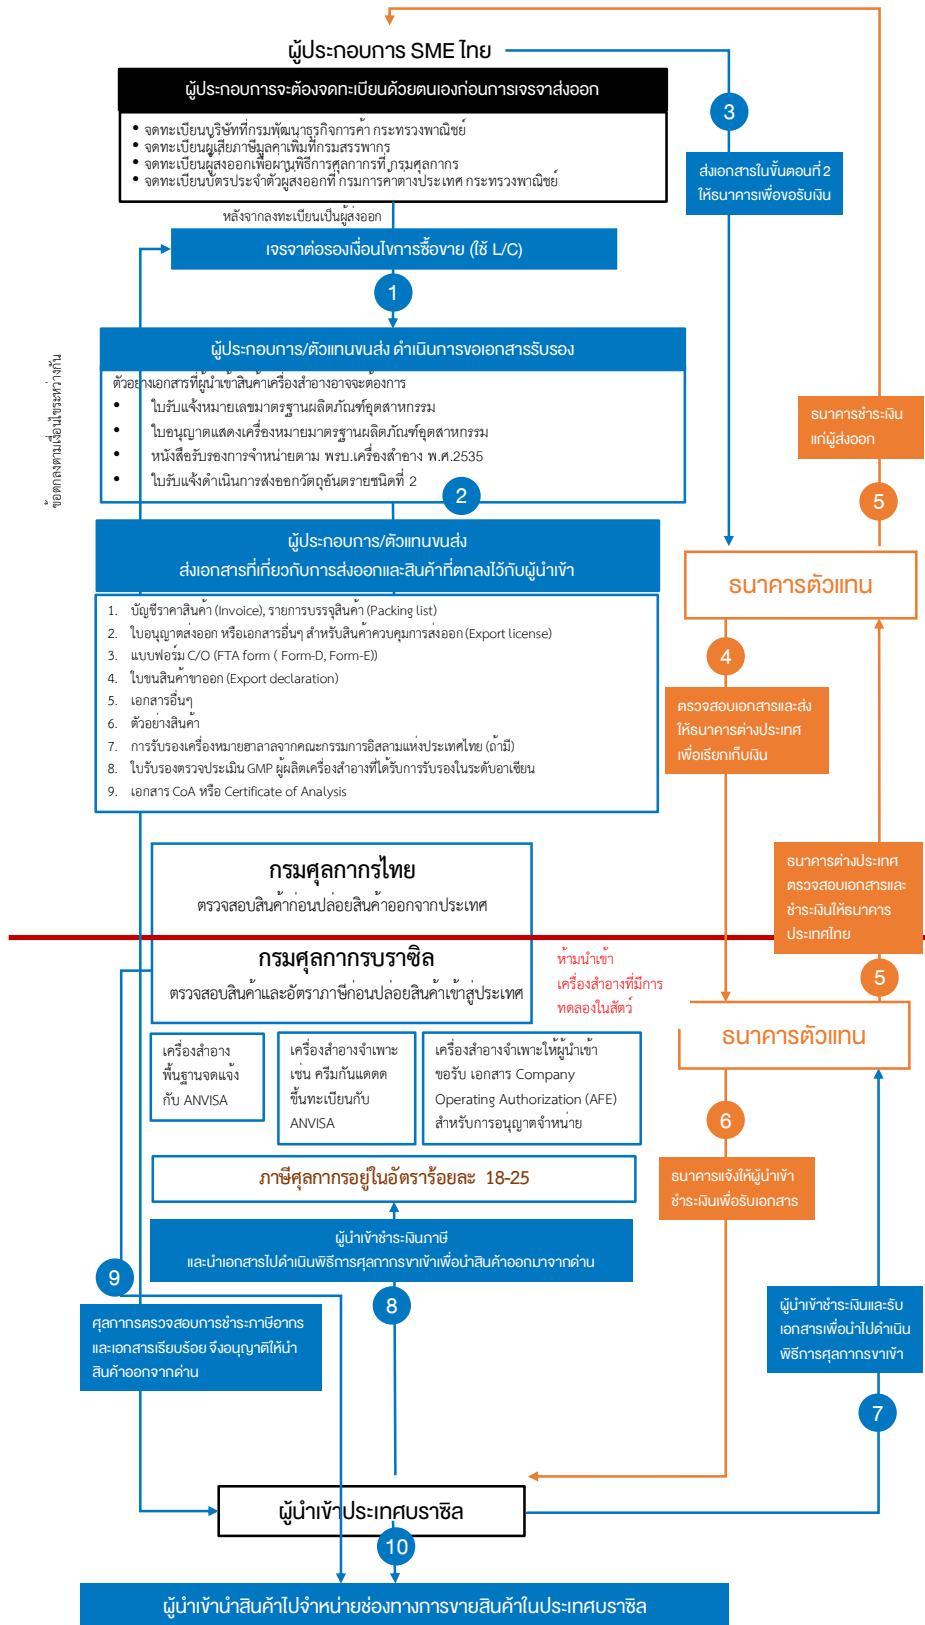 ผู้ประกอบการ SME ไทย
ผู้ประกอบการจะต้องจดทะเบียนด้วยตนเองก่อนการเจรจาส่งออก
• จดทะเบียนบริษัทที่กรมพัฒนาธุรกิจการค้า กระทรวงพาณิชย์
• จดทะเบียนผู้เสียภาษีมูลค่าเพิ่มที่กรมสรรพากร
• จดทะเบียนผู้ส่งออกเพื่อผ่านพิธีการศุลกากรที่ กรมศุลกากร
• จดทะเบียนบัตรประจำตัวผู้ส่งออกที่ กรมการค้าต่างประเทศ กระทรวงพาณิชย์
3
ส่งเอกสารในขั้นตอนที่ 2
ให้ธนาคารเพื่อขอรับเงิน
หลังจากลงทะเบียนเป็นผู้ส่งออก
เจรจาต่อรองเงื่อนไขการซื้อขาย (ใช้ L/C)
1
ข้อตกลงตามเงื่อนไขระหว่างกัน
ผู้ประกอบการ/ตัวแทนขนส่ง ดำเนินการขอเอกสารรับรอง
ตัวอย่างเอกสารที่ผู้นำเข้าสินค้าเครื่องสำอางอาจจะต้องการ
• ใบรับแจ้งหมายเลขมาตรฐานผลิตภัณฑ์อุตสาหกรรม
• ใบอนุญาตแสดงเครื่องหมายมาตรฐานผลิตภัณฑ์อุตสาหกรรม
• หนังสือรับรองการจำหน่ายตาม พรบ.เครื่องสำอาง พ.ศ.2535
• ใบรับแจ้งดำเนินการส่งออกวัตถุอันตรายชนิดที่ 2
2
ธนาคารชำระเงิน
แก่ผู้ส่งออก
5
ผู้ประกอบการ/ตัวแทนขนส่ง
ส่งเอกสารที่เกี่ยวกับการส่งออกและสินค้าที่ตกลงไว้กับผู้นำเข้า
1. บัญชีราคาสินค้า (Invoice), รายการบรรจุสินค้า (Packing list)
2. ใบอนุญาตส่งออก หรือเอกสารอื่นๆ สำหรับสินค้าควบคุมการส่งออก (Export license)
3. แบบฟอร์ม C/O (FTA form ( Form-D, Form-E))
4. ใบขนสินค้าขาออก (Export declaration)
5. เอกสารอื่นๆ
6. ตัวอย่างสินค้า
7. การรับรองเครื่องหมายฮาลาลจากคณะกรรมการอิสลามแห่งประเทศไทย (ถ้ามี)
8. ใบรับรองตรวจประเมิน GMP ผู้ผลิตเครื่องสำอางที่ได้รับการรับรองในระดับอาเซียน
9. เอกสาร CoA หรือ Certificate of Analysis
ธนาคารตัวแทน
4
ตรวจสอบเอกสารและส่ง
ให้ธนาคารต่างประเทศ
เพื่อเรียกเก็บเงิน
ธนาคารต่างประเทศ
ตรวจสอบเอกสารและ
ชำระเงินให้ธนาคาร
ประเทศไทย
5
กรมศุลกากรไทย
ตรวจสอบสินค้าก่อนปล่อยสินค้าออกจากประเทศ
กรมศุลกากรบราซิล
ตรวจสอบสินค้าและอัตราภาษีก่อนปล่อยสินค้าเข้าสู่ประเทศ
ห้ามนำเข้า
เครื่องสำอางที่มีการ
ทดลองในสัตว์
ธนาคารตัวแทน
เครื่องสำอาง
พื้นฐานจดแจ้ง
กับ ANVISA
เครื่องสำอางจำเพาะ
เช่น ครีมกันแดดด
ขึ้นทะเบียนกับ
ANVISA
เครื่องสำอางจำเพาะให้ผู้นำเข้า
ขอรับ เอกสาร Company
Operating Authorization (AFE)
สำหรับการอนุญาตจำหน่าย
6
ธนาคารแจ้งให้ผู้นำเข้า
ชำระเงินเพื่อรับเอกสาร
ภาษีศุลกากรอยู่ในอัตราร้อยละ 18-25
ผู้นำเข้าชำระเงินภาษี
และนำเอกสารไปดำเนินพิธีการศุลกากรขาเข้าเพื่อนำสินค้าออกมาจากด่าน
9
8
ศุลกากรตรวจสอบการชำระภาษีอากร
และเอกสารเรียบร้อย จึงอนุญาติให้นำ
สินค้าออกจากด่าน
ผู้นำเข้าชำระเงินและรับ
เอกสารเพื่อนำไปดำเนิน
พิธีการศุลกากรขาเข้า
7
ผู้นำเข้าประเทศบราซิล
10
ผู้นำเข้านำสินค้าไปจำหน่ายช่องทางการขายสินค้าในประเทศบราซิล